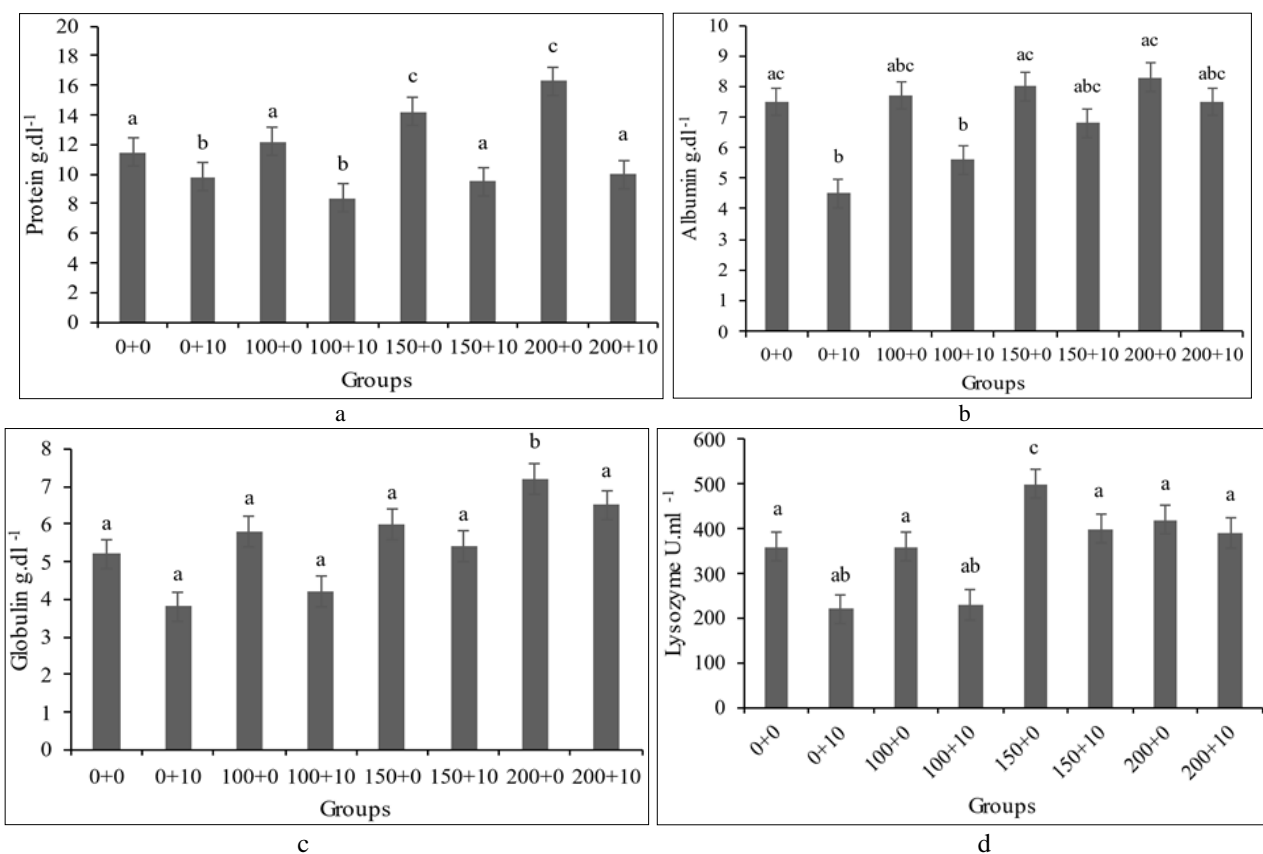 20
18
16
14
12
10
8
6
4
2
0
Protein g.dl⁻¹
a
b
a
b
c
a
c
a
0+0 0+10 100+0 100+10 150+0 150+10 200+0 200+10
Groups
a
10
9
8
7
6
5
4
3
2
1
0
Albumin g.dl⁻¹
ac
b
abc
b
ac
abc
ac
abc
0+0 0+10 100+0 100+10 150+0 150+10 200+0 200+10
Groups
b
8
7
6
5
4
3
2
1
0
Globulin g.dl ⁻¹
a
a
a
a
a
a
b
a
0+0 0+10 100+0 100+10 150+0 150+10 200+0 200+10
Groups
c
600
500
400
300
200
100
0
Lysozyme U.ml ⁻¹
a
ab
a
ab
c
a
a
a
0+0 0+10 100+0 100+10 150+0 150+10 200+0 200+10
Groups
d